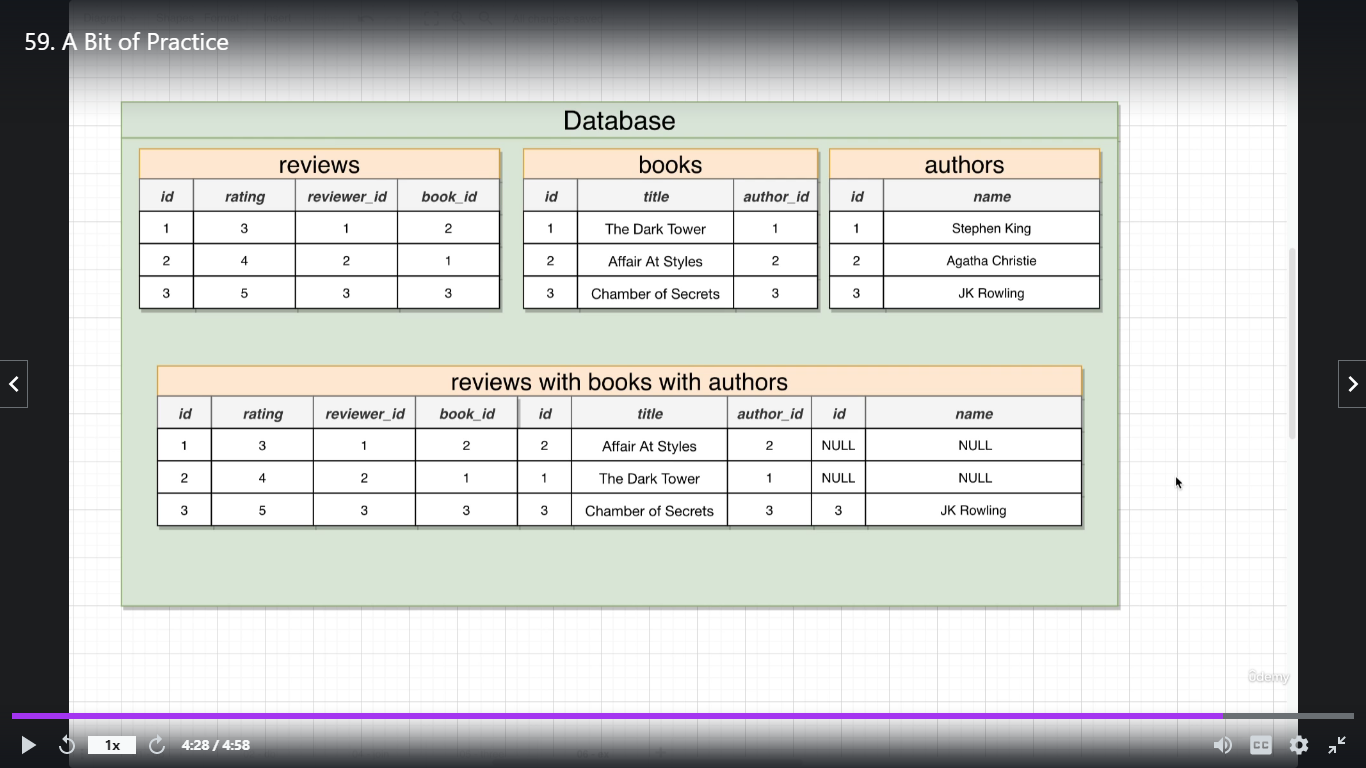 59. A Bit of Practice
Database
reviews
id rating reviewer_id book_id
1 3 1 2
2 4 2 1
3 5 3 3
books
id title author_id
1 The Dark Tower 1
2 Affair At Styles 2
3 Chamber of Secrets 3
authors
id name
1 Stephen King
2 Agatha Christie
3 JK Rowling
reviews with books with authors
id rating reviewer_id book_id id title author_id id name
1 3 1 2 2 Affair At Styles 2 NULL NULL
2 4 2 1 1 The Dark Tower 1 NULL NULL
3 5 3 3 3 Chamber of Secrets 3 3 JK Rowling
ûdemy
1x 4:28 / 4:58 CC